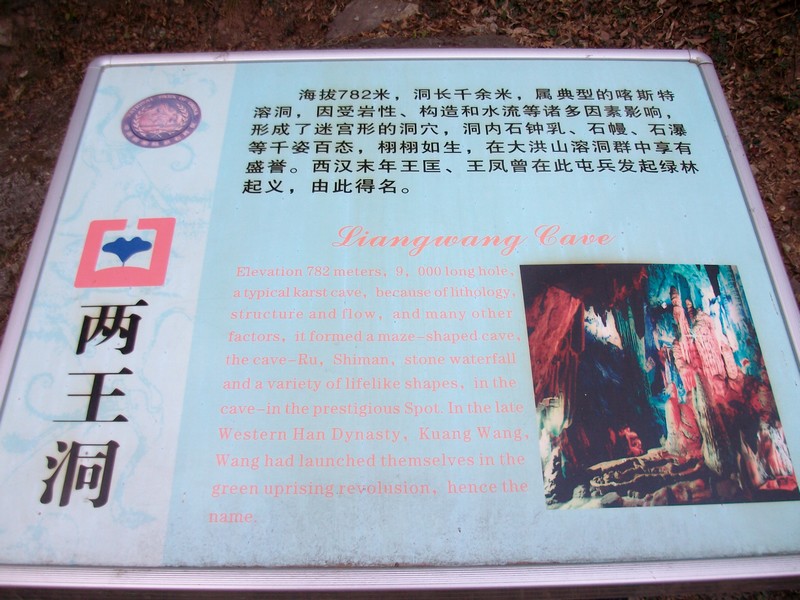 海拔782米，洞长千余米，属典型的喀斯特
溶洞，因受岩性、构造和水流等诸多因素影响，
形成了迷宫形的洞穴，洞内石钟乳、石幔、石瀑
等千姿百态，栩栩如生，在大洪山溶洞群中享有
盛誉。西汉末年王匡、王凤曾在此屯兵发起绿林
起义，由此得名。
Liangwang Cave
Elevation 782 meters, 9, 000 long hole,
a typical karst cave, because of lithology,
structure and flow, and many other
factors, it formed a maze-shaped cave,
the cave-Ru, Shiman, stone waterfall
and a variety of lifelike shapes, in the
cave-in the prestigious Spot. In the late
Western Han Dynasty, Kuang Wang,
Wang had launched themselves in the
green uprising revolusion, hence the
name.
两王洞